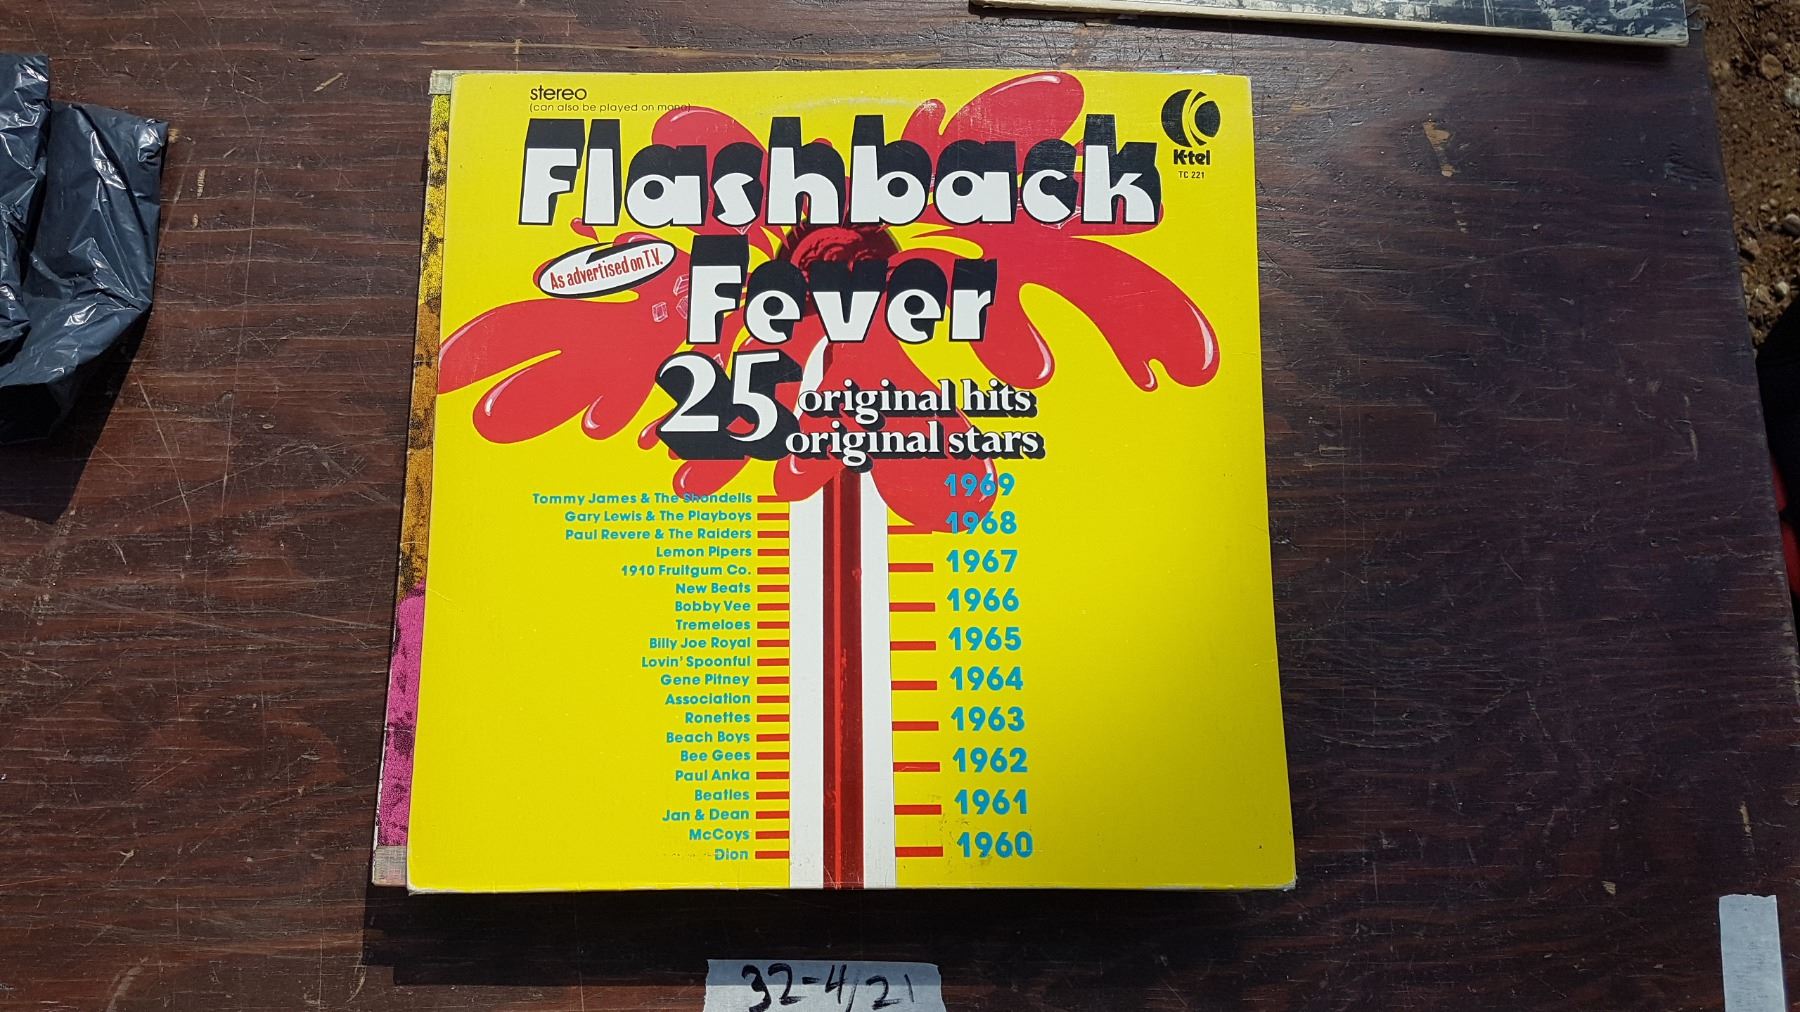 stereo
(can also be played on mono)
Flashback
K-tel
TC 221
Fever
As advertised on T.V.
25 original hits
original stars
Tommy James & The Shondells
Gary Lewis & The Playboys
Paul Revere & The Raiders
Lemon Pipers
1910 Fruitgum Co.
New Beats
Bobby Vee
Tremeloes
Billy Joe Royal
Lovin' Spoonful
Gene Pitney
Association
Ronettes
Beach Boys
Bee Gees
Paul Anka
Beatles
Jan & Dean
McCoys
Dion
1969
1968
1967
1966
1965
1964
1963
1962
1961
1960
32-4/21